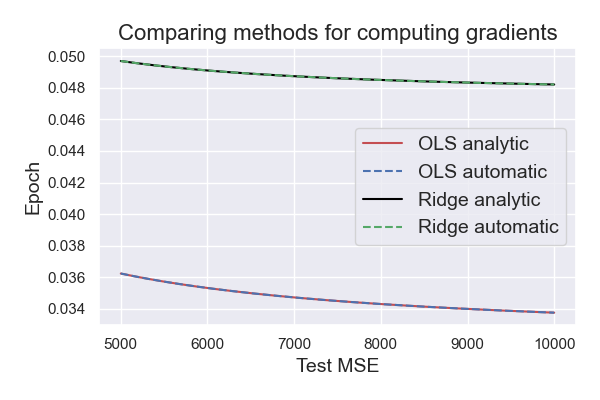 Comparing methods for computing gradients
0.050
0.048
0.046
0.044
0.042
0.040
0.038
0.036
0.034
Epoch
OLS analytic
OLS automatic
Ridge analytic
Ridge automatic
5000 6000 7000 8000 9000 10000
Test MSE